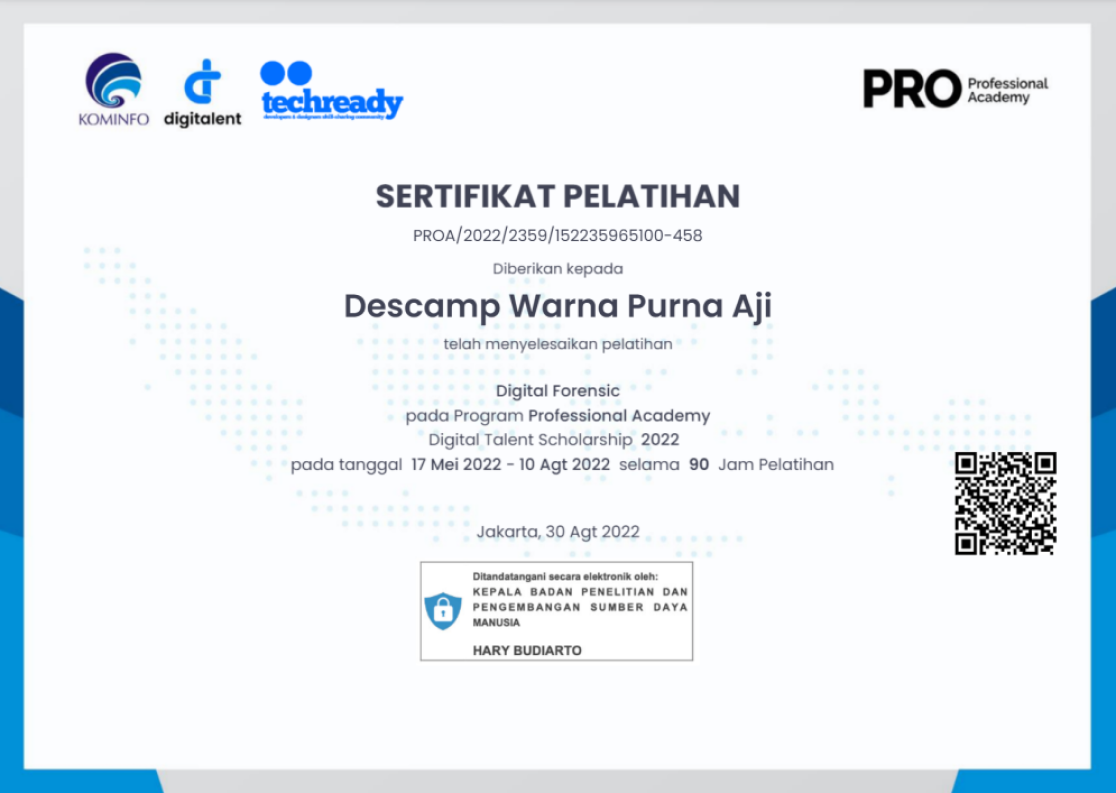 KOMINFO
digitalent
techready
developers & designers skill-sharing community
PRO Professional Academy
SERTIFIKAT PELATIHAN
PROA/2022/2359/152235965100-458
Diberikan kepada
Descamp Warna Purna Aji
telah menyelesaikan pelatihan
Digital Forensic
pada Program Professional Academy
Digital Talent Scholarship 2022
pada tanggal 17 Mei 2022 - 10 Agt 2022 selama 90 Jam Pelatihan
Jakarta, 30 Agt 2022
Ditandatangani secara elektronik oleh:
KEPALA BADAN PENELITIAN DAN
PENGEMBANGAN SUMBER DAYA
MANUSIA
HARY BUDIARTO